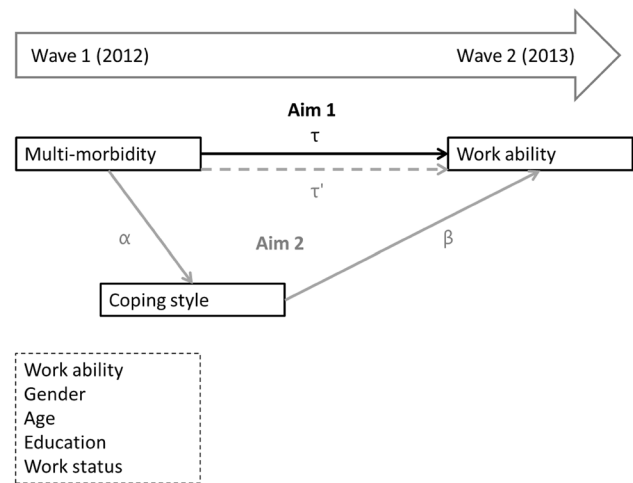 Wave 1 (2012)
Wave 2 (2013)
Aim 1
τ
Multi-morbidity
Work ability
τ'
α
Aim 2
β
Coping style
Work ability
Gender
Age
Education
Work status